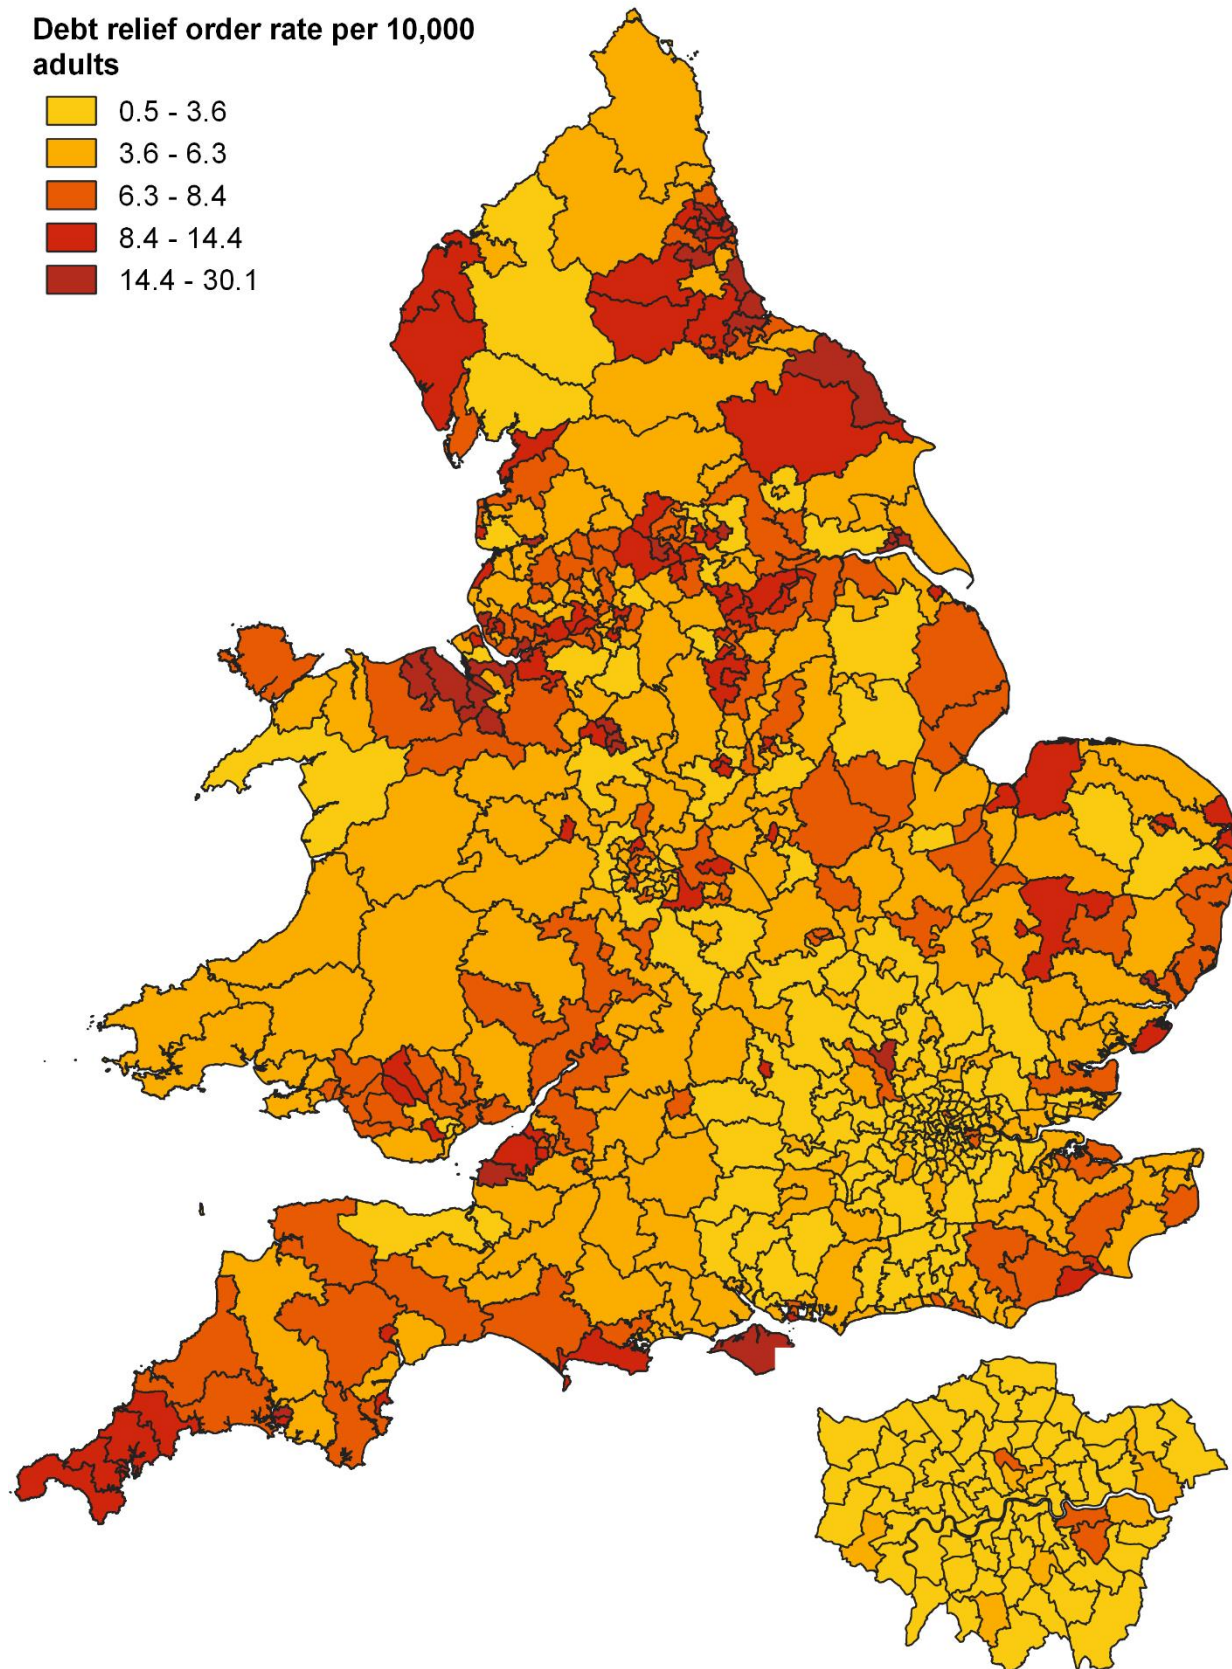 Debt relief order rate per 10,000
adults
0.5 - 3.6
3.6 - 6.3
6.3 - 8.4
8.4 - 14.4
14.4 - 30.1